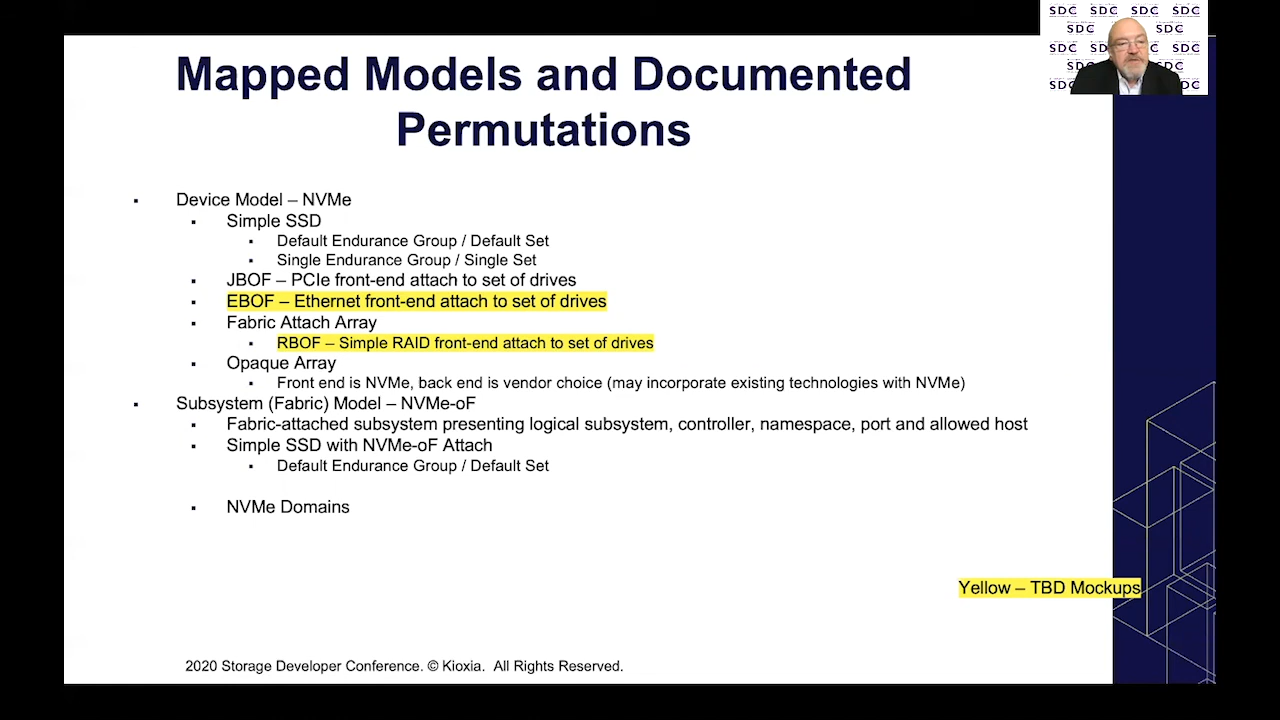 SDC SDC SDC SDC
SDC SDC
SDC SDC SDC
SDC
SDC SDC
Mapped Models and Documented
Permutations
▪ Device Model – NVMe
▪ Simple SSD
▪ Default Endurance Group / Default Set
▪ Single Endurance Group / Single Set
▪ JBOF – PCIe front-end attach to set of drives
▪ EBOF – Ethernet front-end attach to set of drives
▪ Fabric Attach Array
▪ RBOF – Simple RAID front-end attach to set of drives
▪ Opaque Array
▪ Front end is NVMe, back end is vendor choice (may incorporate existing technologies with NVMe)
▪ Subsystem (Fabric) Model – NVMe-oF
▪ Fabric-attached subsystem presenting logical subsystem, controller, namespace, port and allowed host
▪ Simple SSD with NVMe-oF Attach
▪ Default Endurance Group / Default Set
▪ NVMe Domains
Yellow – TBD Mockups
2020 Storage Developer Conference. © Kioxia. All Rights Reserved.